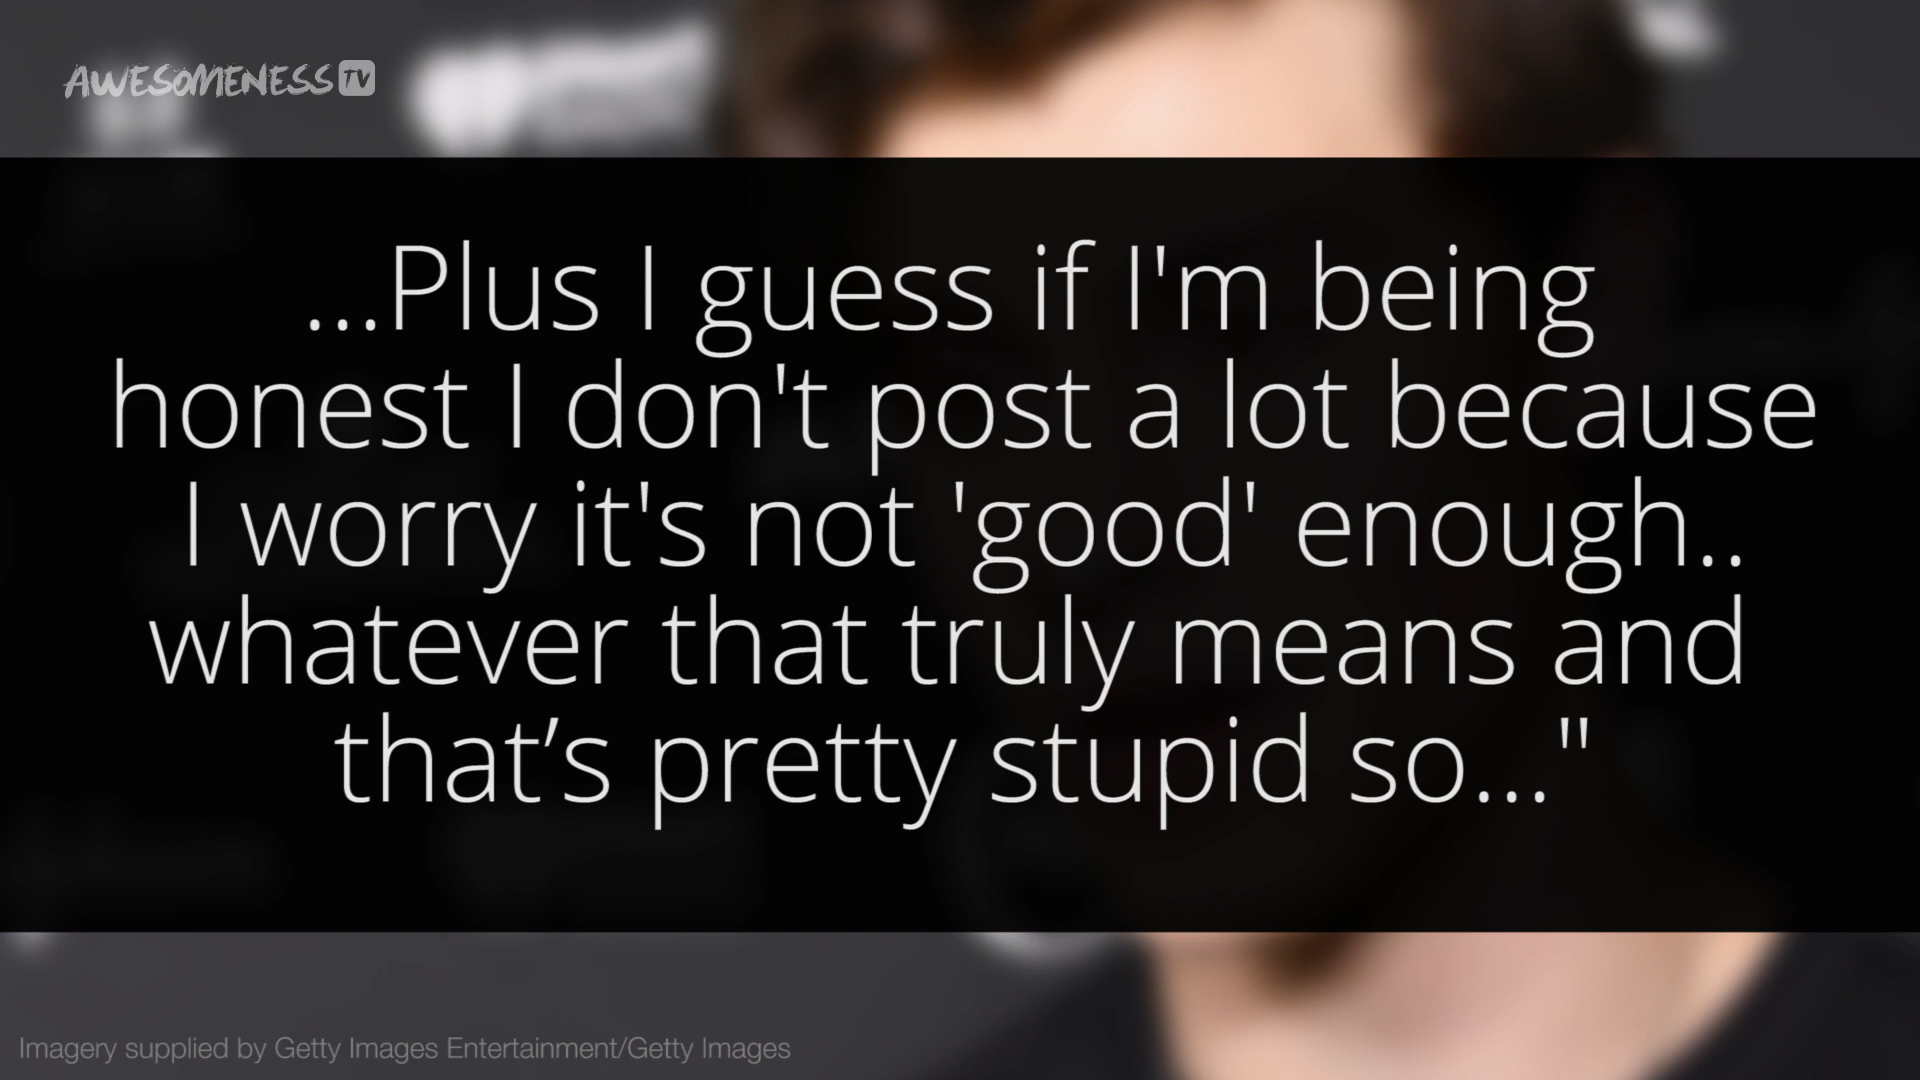 AWESOMENESS TV
...Plus I guess if I'm being
honest I don't post a lot because
I worry it's not 'good' enough..
whatever that truly means and
that’s pretty stupid so..."
Imagery supplied by Getty Images Entertainment/Getty Images